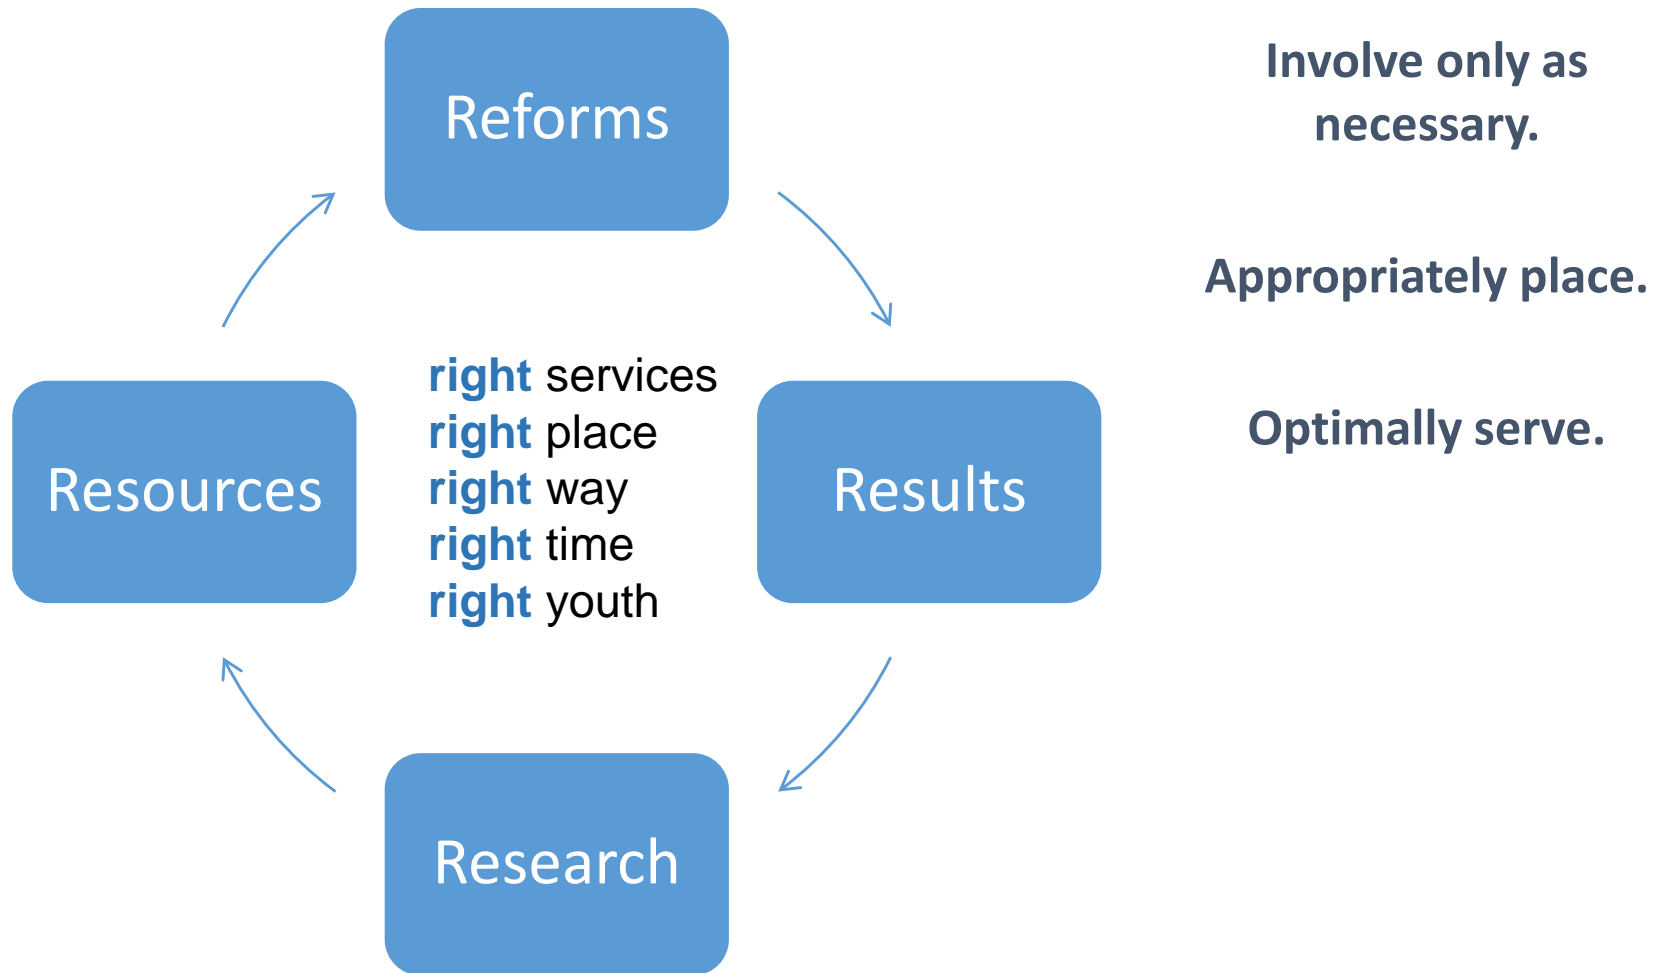 Reforms
Results
Research
Resources
right services
right place
right way
right time
right youth
Involve only as
necessary.
Appropriately place.
Optimally serve.